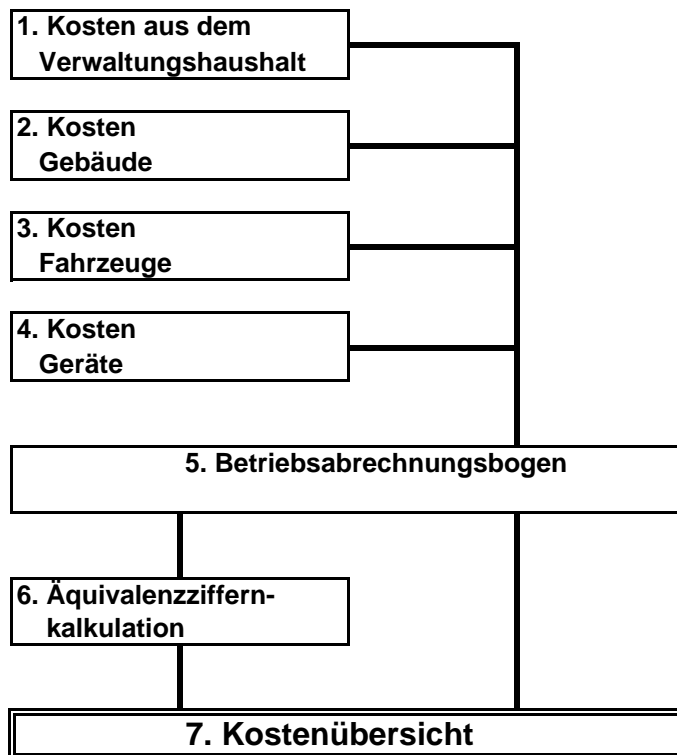 1. Kosten aus dem
Verwaltungshaushalt
2. Kosten
Gebäude
3. Kosten
Fahrzeuge
4. Kosten
Geräte
5. Betriebsabrechnungsbogen
6. Äquivalenzziffern-
kalkulation
7. Kostenübersicht